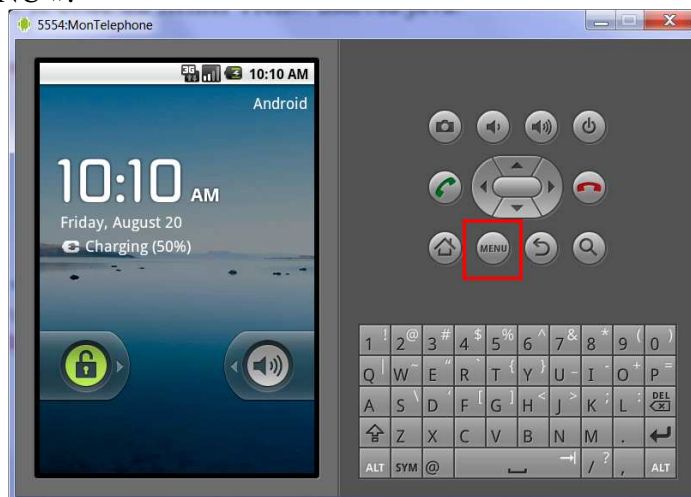 5554:MonTelephone
3G 10:10 AM
Android
10:10 AM
Friday, August 20
Charging (50%)
MENU
1 ! 2 @ 3 # 4 $ 5 % 6 ^ 7 & 8 * 9 ( 0 )
Q | W ~ E " R ` T { Y } U - I - O + P =
A S \ D ' F [ G ] H < J > K ; L : DEL
Z X C V B N M .
ALT SYM @ / ? , ALT